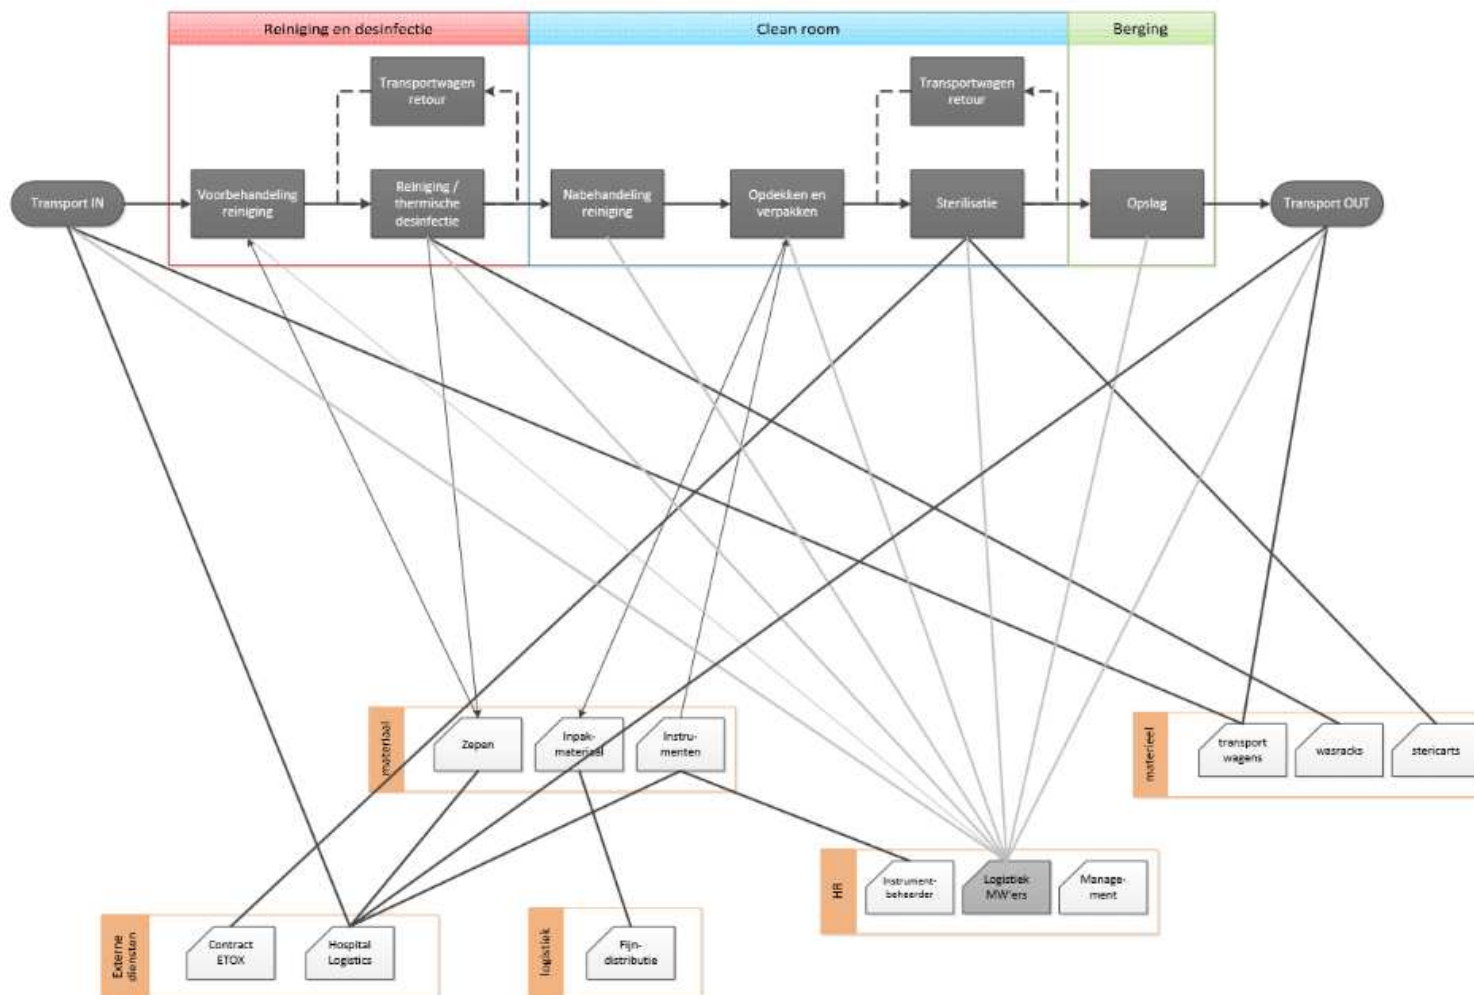 Reiniging en desinfectie
Clean room
Berging
Transportwagen
retour
Transportwagen
retour
Transport IN
Voorbehandeling
reiniging
Reiniging /
thermische
desinfectie
Nabehandeling
reiniging
Opdekken en
verpakken
Sterilisatie
Opslag
Transport OUT
materiaal
Zepen
Inpak-
materiaal
Instru-
menten
materieel
transport
wagens
wasracks
stericarts
HR
Instrument-
beheerder
Logistiek
MW'ers
Manage-
ment
Externe
diensten
Contract
ETOX
Hospital
Logistics
logistiek
Fijn-
distributie